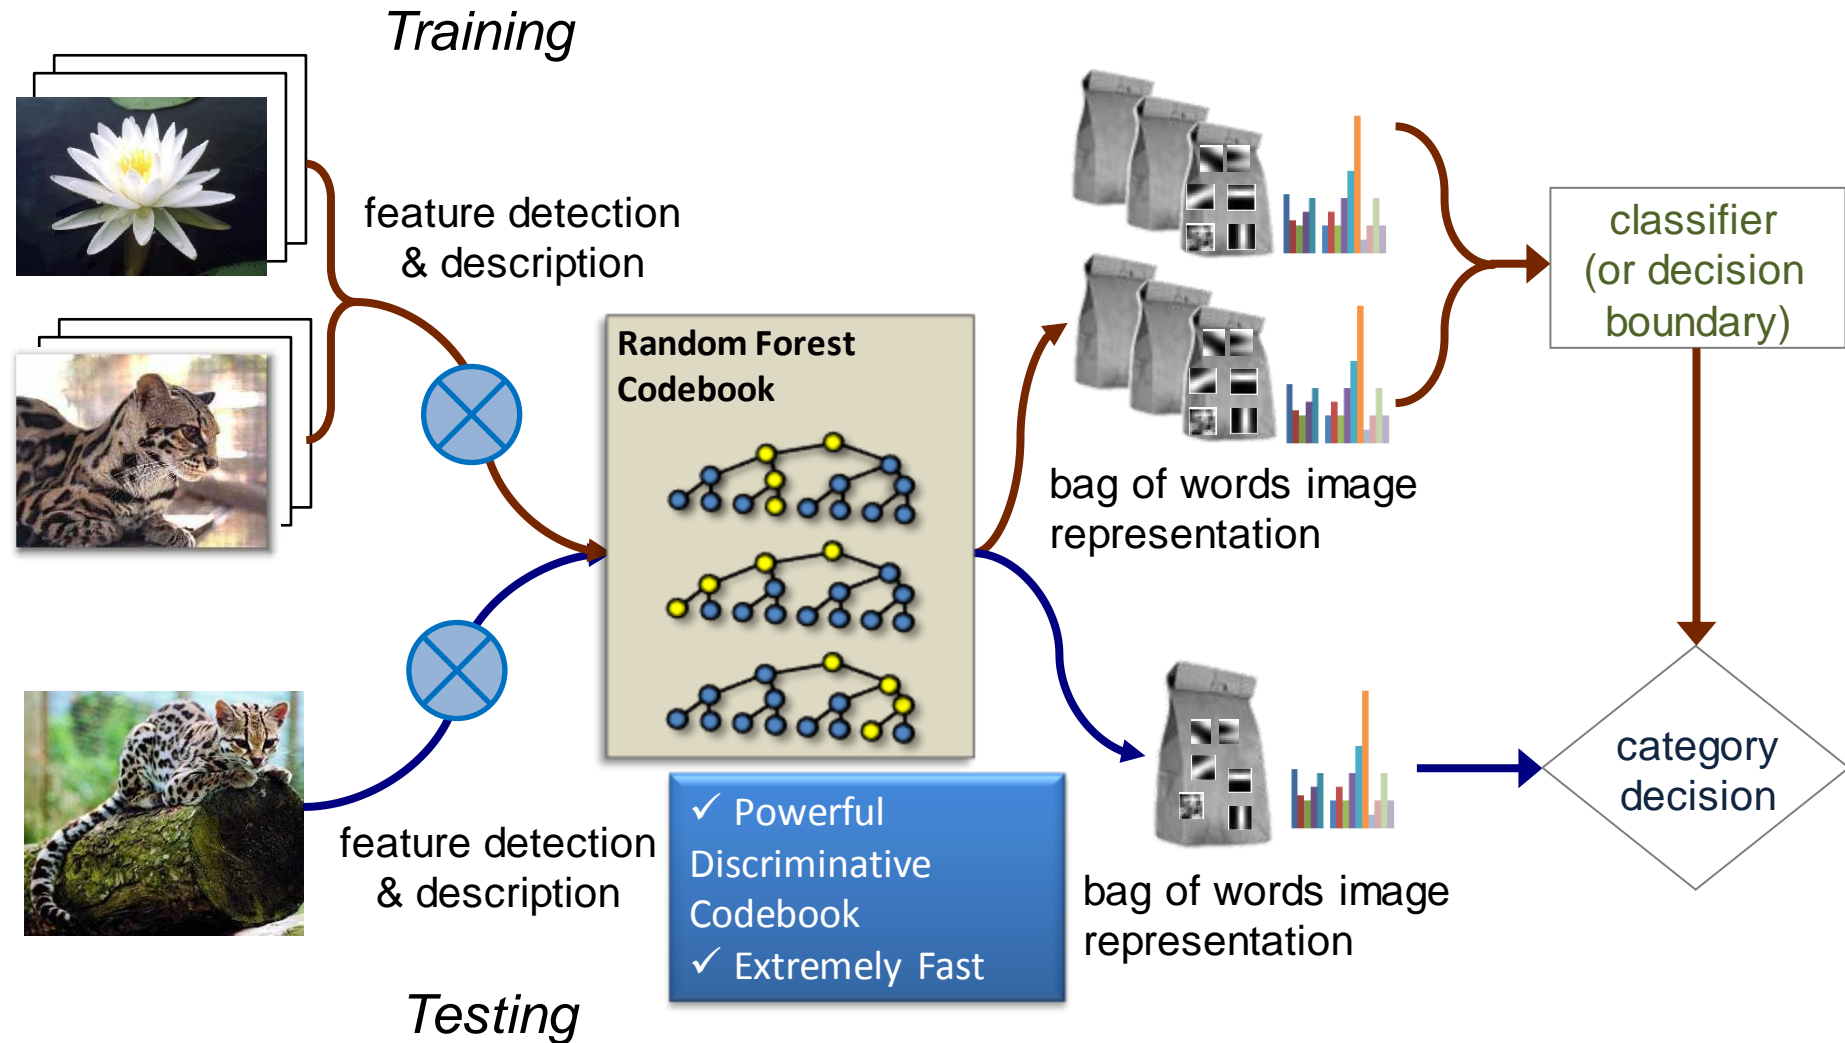 Training
feature detection
& description
Random Forest
Codebook
bag of words image
representation
classifier
(or decision
boundary)
category
decision
feature detection
& description
✓ Powerful
Discriminative
Codebook
✓ Extremely Fast
bag of words image
representation
Testing